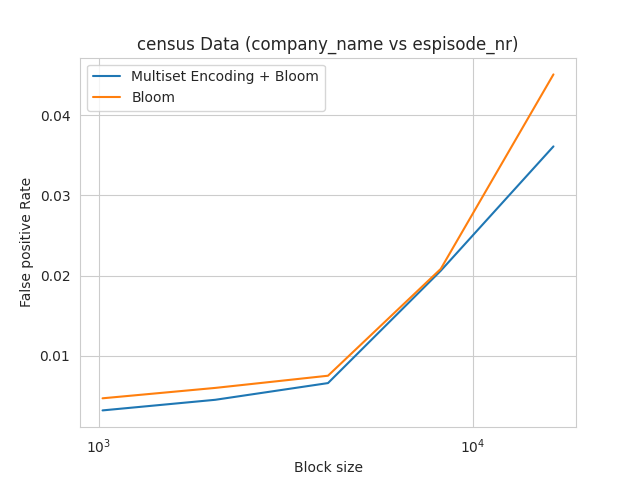 census Data (company_name vs espisode_nr)
Multiset Encoding + Bloom
Bloom
False positive Rate
0.04
0.03
0.02
0.01
10³
10⁴
Block size